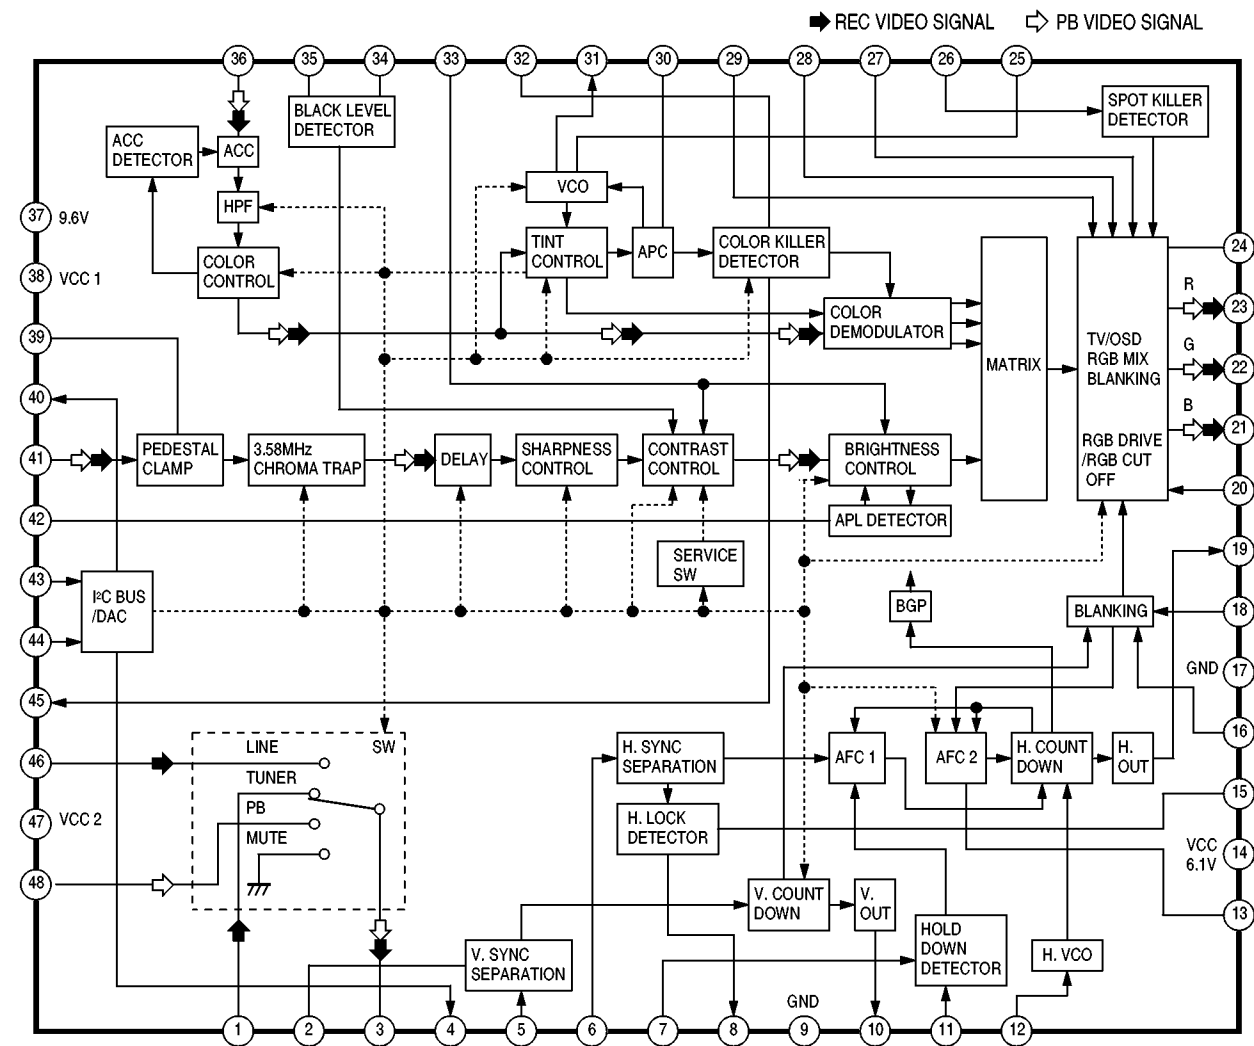 REC VIDEO SIGNAL PB VIDEO SIGNAL
36 35 34 33 32 31 30 29 28 27 26 25
BLACK LEVEL
DETECTOR
SPOT KILLER
DETECTOR
ACC
DETECTOR
ACC
VCO
HPF
37 9.6V
TINT
CONTROL
APC
COLOR KILLER
DETECTOR
24
COLOR
CONTROL
38 VCC 1
R
23
COLOR
DEMODULATOR
39
TV/OSD
RGB MIX
BLANKING
MATRIX
G
22
40
B
21
41
PEDESTAL
CLAMP
3.58MHz
CHROMA TRAP
DELAY
SHARPNESS
CONTROL
CONTRAST
CONTROL
BRIGHTNESS
CONTROL
RGB DRIVE
/RGB CUT
OFF
20
42
APL DETECTOR
19
SERVICE
SW
43
I²C BUS
/DAC
44
BGP
BLANKING
18
GND
17
45
16
LINE
SW
46
TUNER
H. SYNC
SEPARATION
AFC 1
AFC 2
H. COUNT
DOWN
H.
OUT
15
PB
47 VCC 2
MUTE
H. LOCK
DETECTOR
VCC
6.1V
14
48
V. COUNT
DOWN
V.
OUT
13
HOLD
DOWN
DETECTOR
V. SYNC
SEPARATION
H. VCO
GND
1 2 3 4 5 6 7 8 9 10 11 12